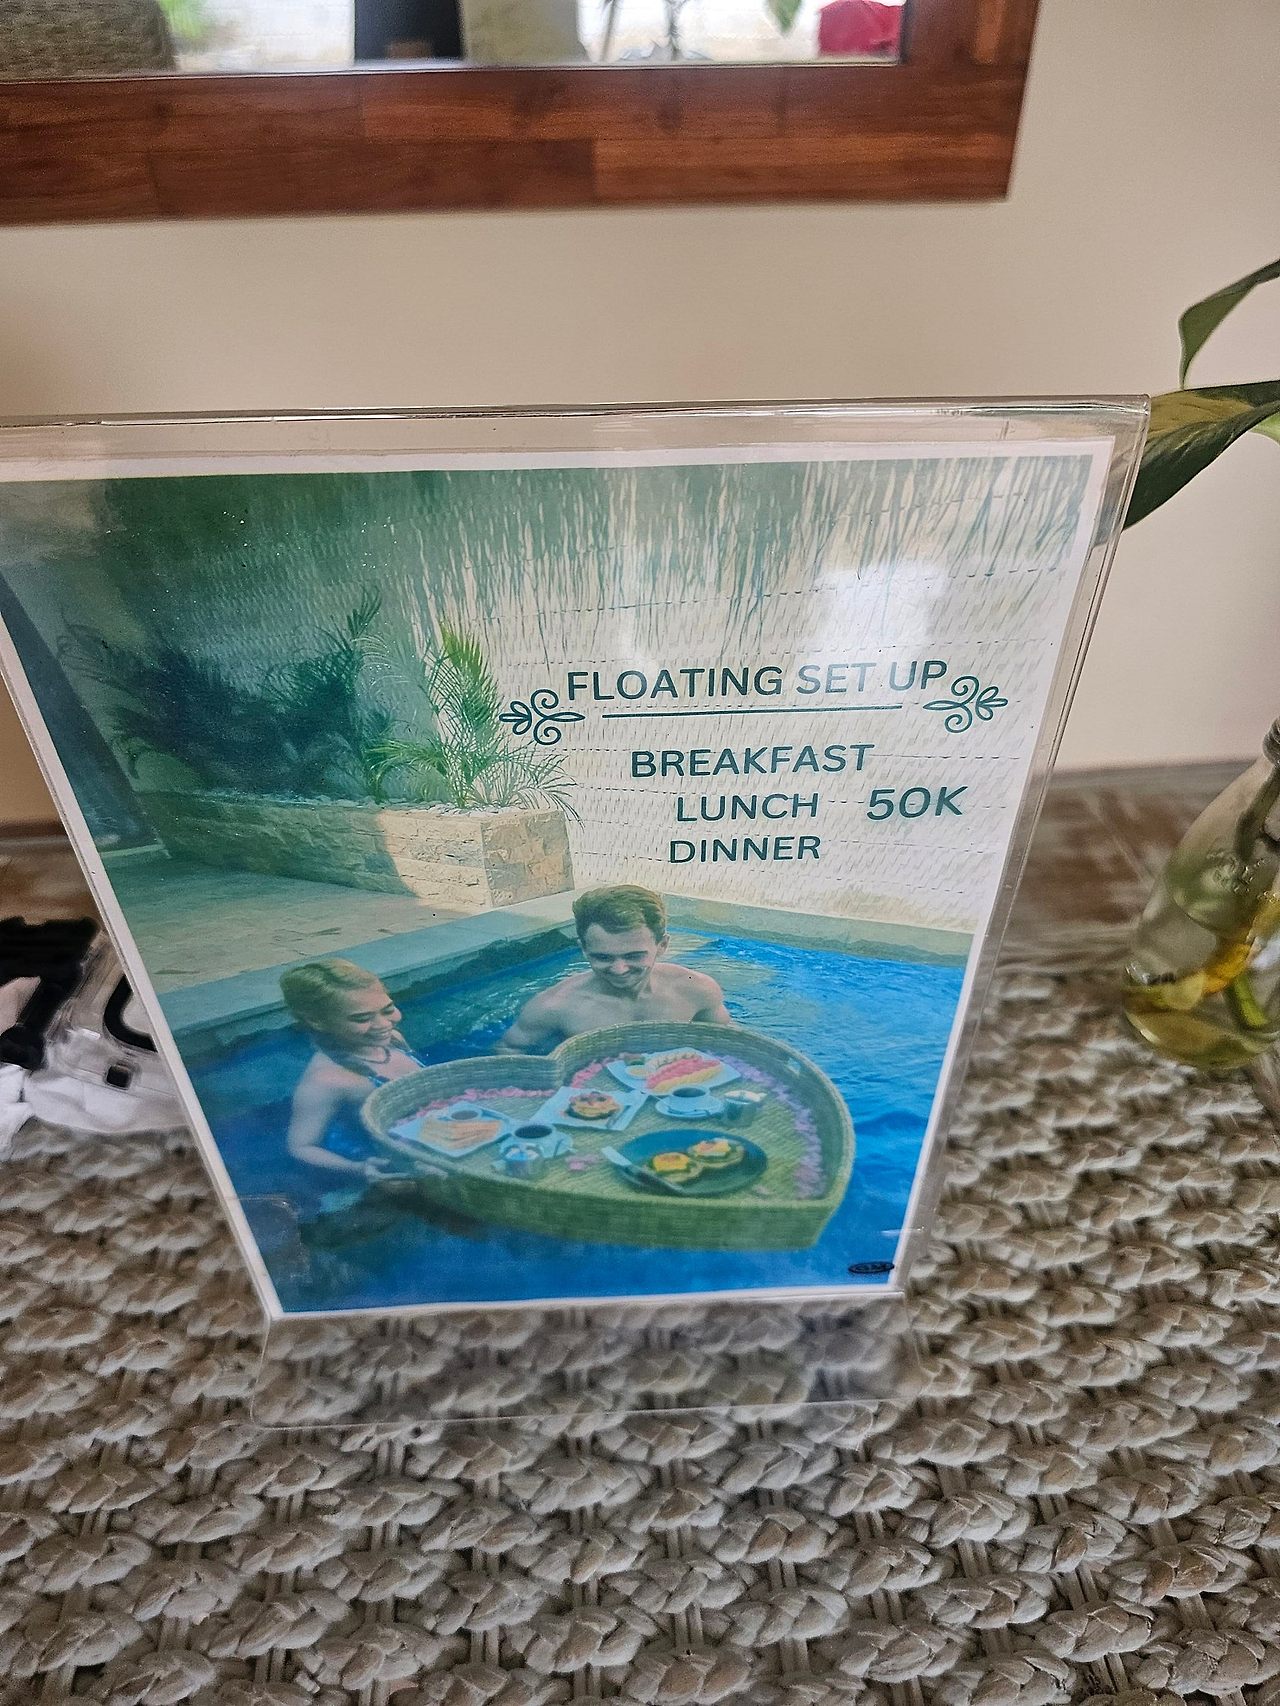 FLOATING SET UP
BREAKFAST
LUNCH 50K
DINNER